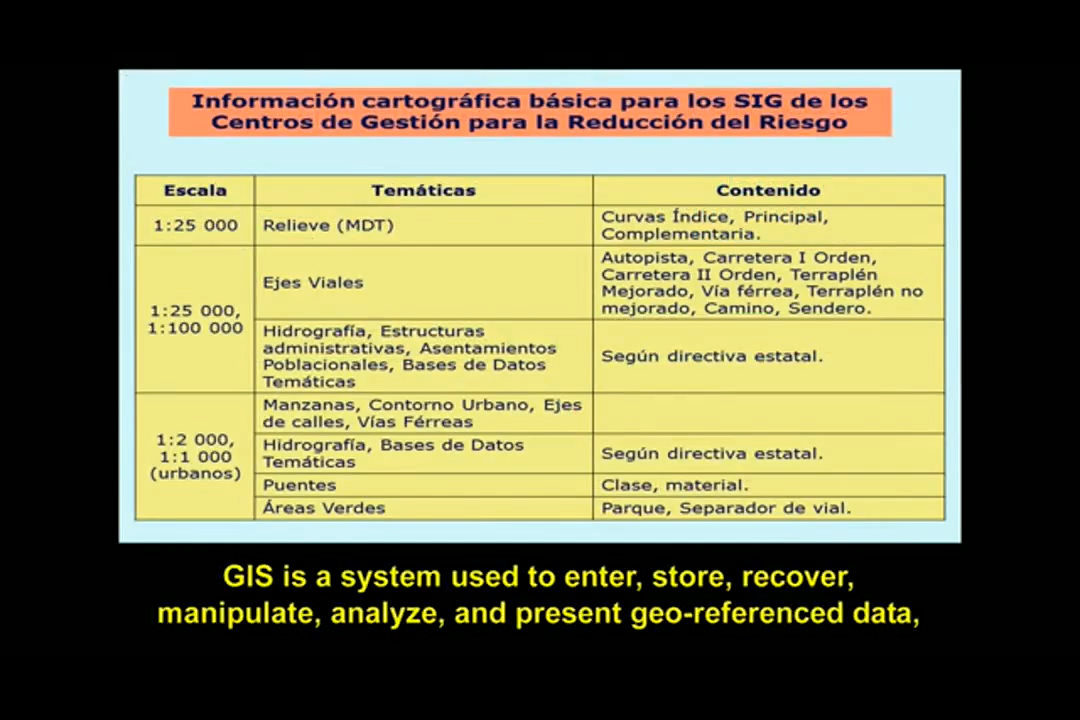 Información cartográfica básica para los SIG de los
Centros de Gestión para la Reducción del Riesgo
Escala
Temáticas
Contenido
1:25 000
Relieve (MDT)
Curvas Índice, Principal,
Complementaria.
1:25 000,
1:100 000
Ejes Viales
Autopista, Carretera I Orden,
Carretera II Orden, Terraplén
Mejorado, Vía férrea, Terraplén no
mejorado, Camino, Sendero.
Hidrografía, Estructuras
administrativas, Asentamientos
Poblacionales, Bases de Datos
Temáticas
Según directiva estatal.
1:2 000,
1:1 000
(urbanos)
Manzanas, Contorno Urbano, Ejes
de calles, Vías Férreas
Hidrografía, Bases de Datos
Temáticas
Según directiva estatal.
Puentes
Clase, material.
Áreas Verdes
Parque, Separador de vial.
GIS is a system used to enter, store, recover,
manipulate, analyze, and present geo-referenced data,